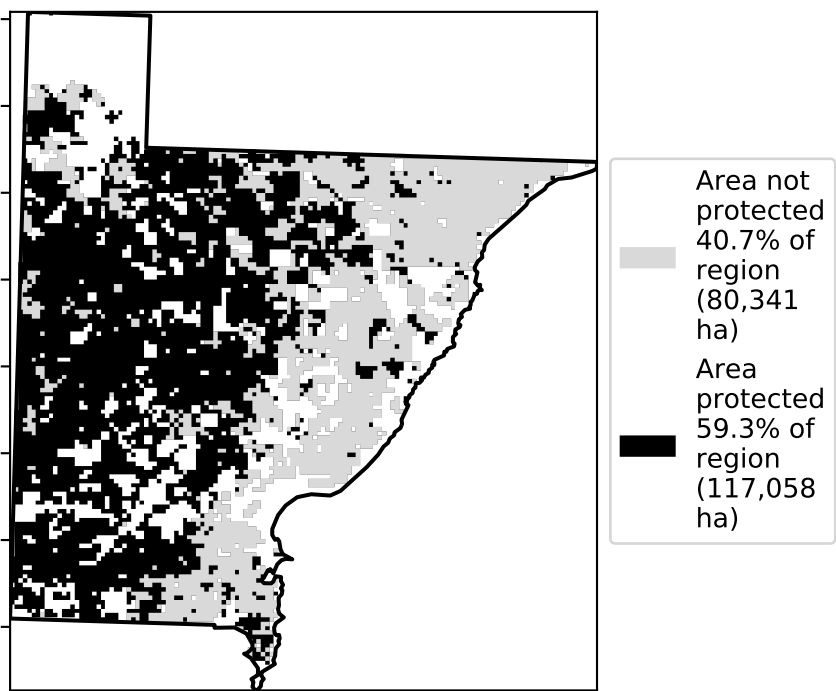 Area not
protected
40.7% of
region
(80,341
ha)
Area
protected
59.3% of
region
(117,058
ha)